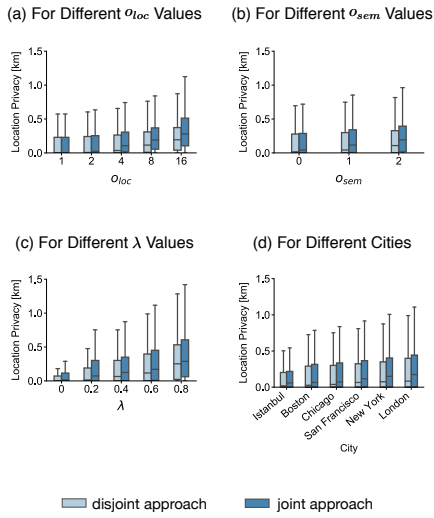 (a) For Different o_loc Values
Location Privacy [km]
1.5
1.0
0.5
0.0
1 2 4 8 16
o_loc
(b) For Different o_sem Values
Location Privacy [km]
1.5
1.0
0.5
0.0
0 1 2
o_sem
(c) For Different λ Values
Location Privacy [km]
1.5
1.0
0.5
0.0
0 0.2 0.4 0.6 0.8
λ
(d) For Different Cities
Location Privacy [km]
1.5
1.0
0.5
0.0
Istanbul Boston Chicago San Francisco New York London
City
disjoint approach joint approach